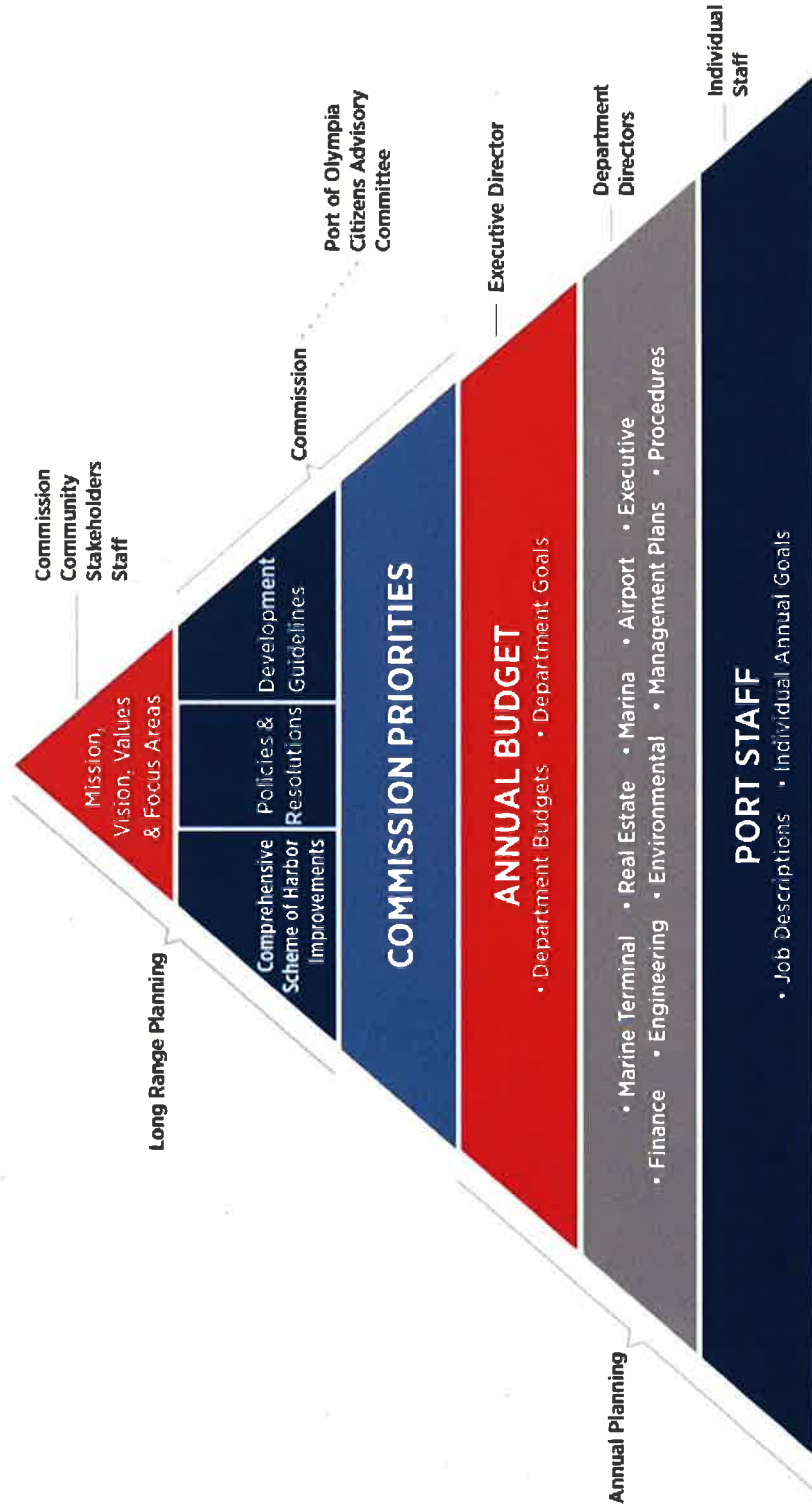 Commission
Community
Stakeholders
Staff
Mission,
Vision, Values
& Focus Areas
Long Range Planning
Comprehensive
Scheme of Harbor
Improvements
Policies &
Resolutions
Development
Guidelines
Commission
Port of Olympia
Citizens Advisory
Committee
COMMISSION PRIORITIES
Executive Director
ANNUAL BUDGET
• Department Budgets • Department Goals
Annual Planning
Department
Directors
• Marine Terminal • Real Estate • Marina • Airport • Executive
• Finance • Engineering • Environmental • Management Plans • Procedures
Individual
Staff
PORT STAFF
• Job Descriptions • Individual Annual Goals